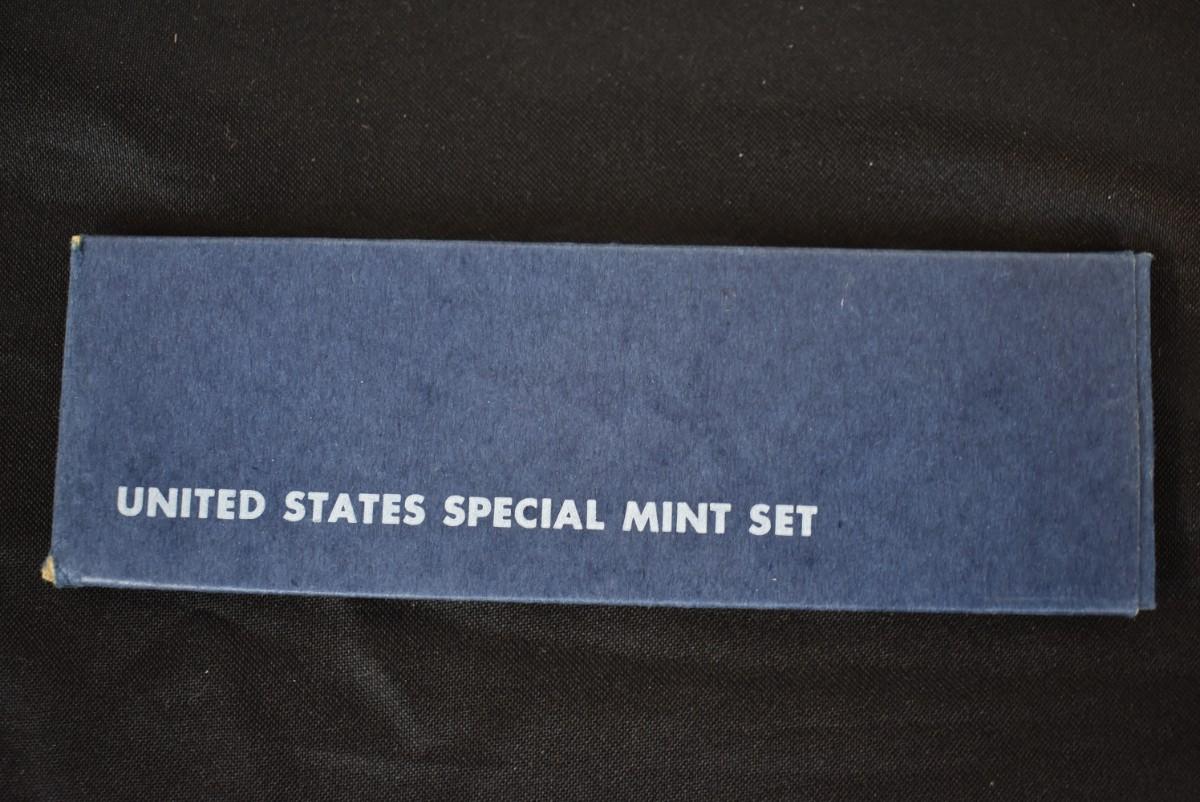 UNITED STATES SPECIAL MINT SET